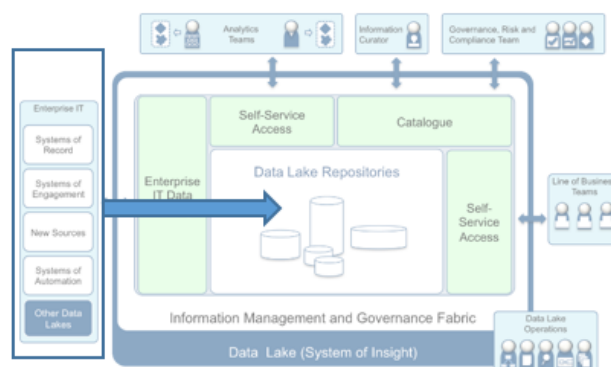 Analytics
Teams
Information
Curator
Governance, Risk and
Compliance Team
Enterprise IT
Systems of
Record
Systems of
Engagement
New Sources
Systems of
Automation
Other Data
Lakes
Self-Service
Access
Catalogue
Enterprise
IT Data
Data Lake Repositories
Self-
Service
Access
Line of Business
Teams
Information Management and Governance Fabric
Data Lake
Operations
Data Lake (System of Insight)